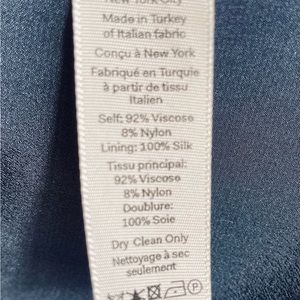 New York City
Made in Turkey
of Italian fabric
Conçu à New York
Fabriqué en Turquie
à partir de tissu
Italien
Self: 92% Viscose
8% Nylon
Lining: 100% Silk
Tissu principal:
92% Viscose
8% Nylon
Doublure:
100% Soie
Dry Clean Only
Nettoyage à sec
seulement
P